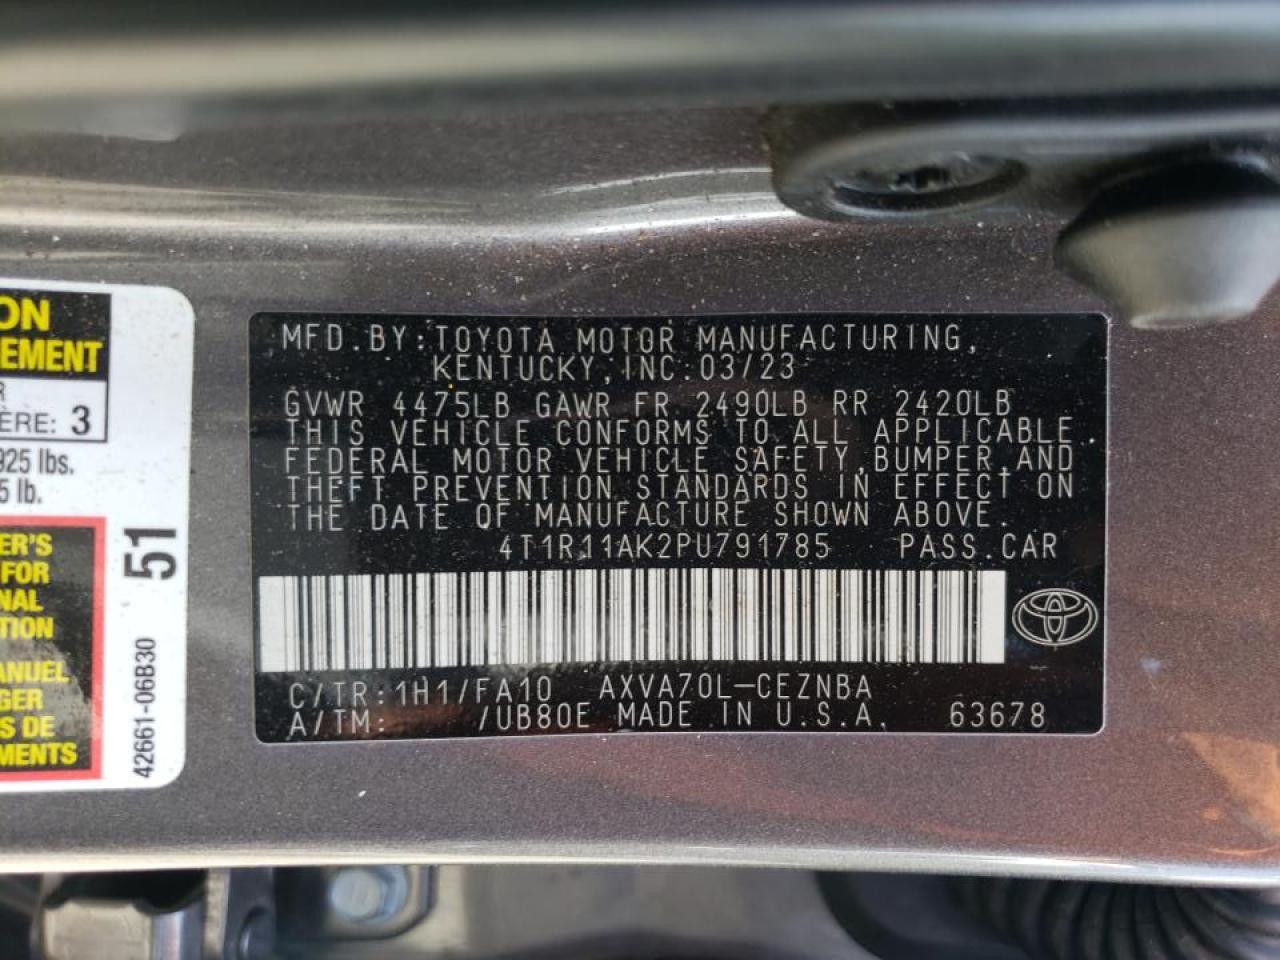 ON
EMENT
R
ÈRE: 3
925 lbs.
5 lb.
ER'S
FOR
NAL
TION
ANUEL
GER
S DE
MENTS
51
42661-06B30
MFD.BY:TOYOTA MOTOR MANUFACTURING,
KENTUCKY,INC.03/23
GVWR 4475LB GAWR FR 2490LB RR 2420LB
THIS VEHICLE CONFORMS TO ALL APPLICABLE
FEDERAL MOTOR VEHICLE SAFETY,BUMPER,AND
THEFT PREVENTION STANDARDS IN EFFECT ON
THE DATE OF MANUFACTURE SHOWN ABOVE.
4T1R11AK2PU791785 PASS.CAR
C/TR:1H1/FA10 AXVA70L-CEZNBA
A/TM: /UB80E MADE IN U.S.A. 63678